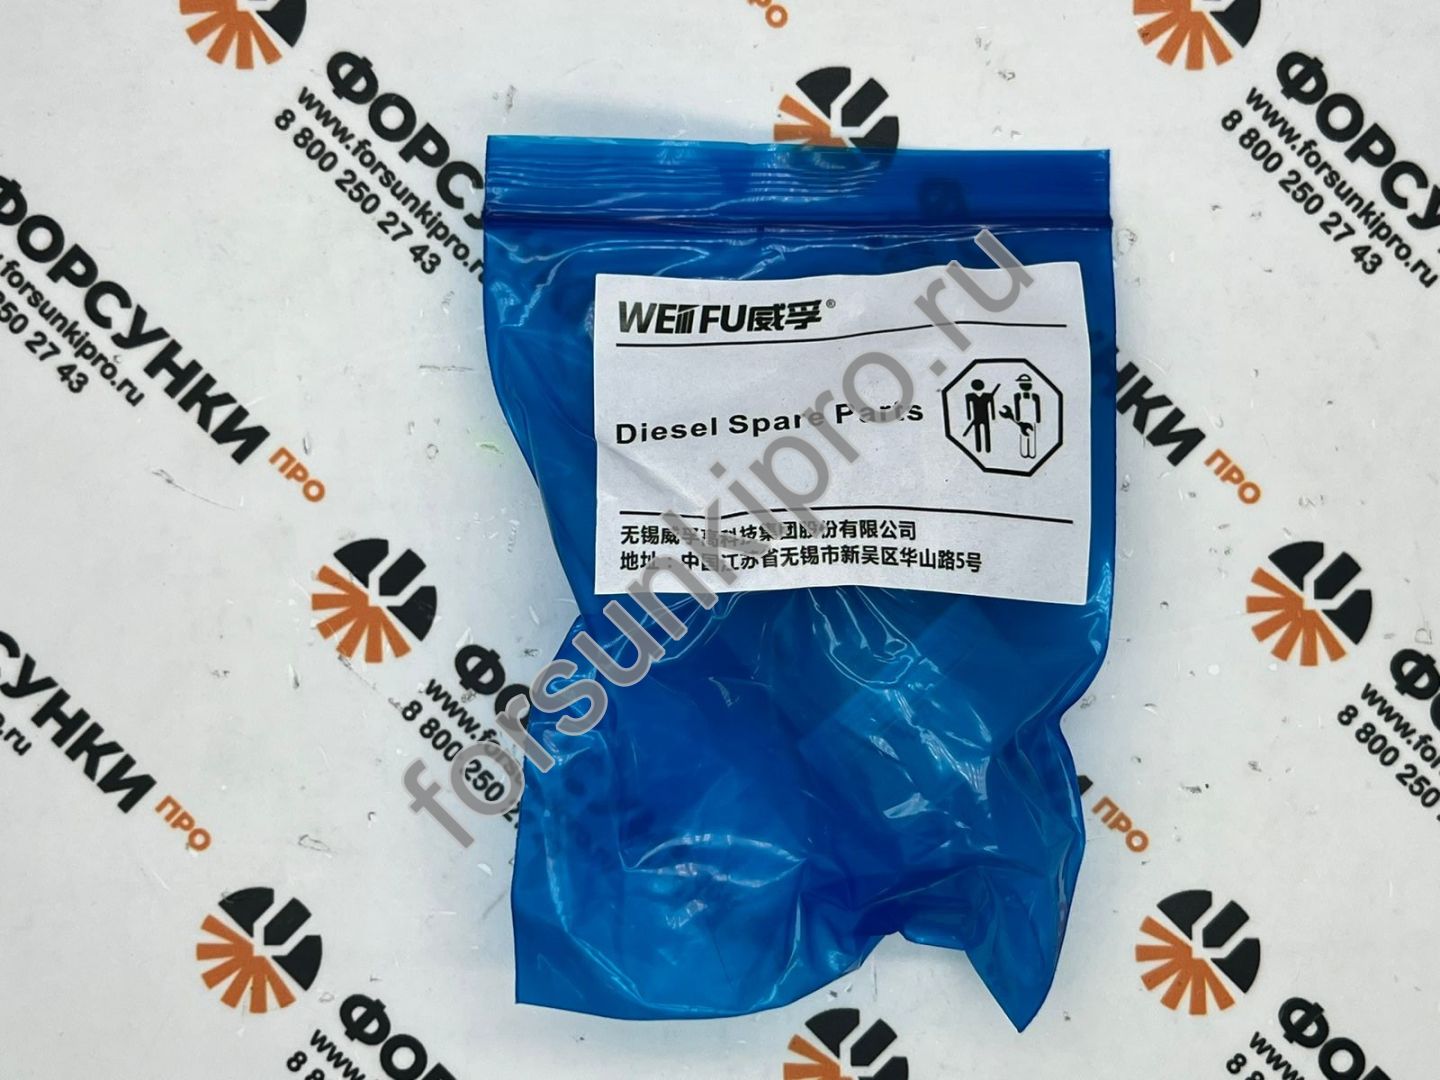 ФОРСУНКИ ПРО
www.forsunkipro.ru
8 800 250 27 43
WEIFU威孚®
Diesel Spare Parts
无锡威孚高科技集团股份有限公司
地址：中国江苏省无锡市新吴区华山路5号
forsunkipro.ru